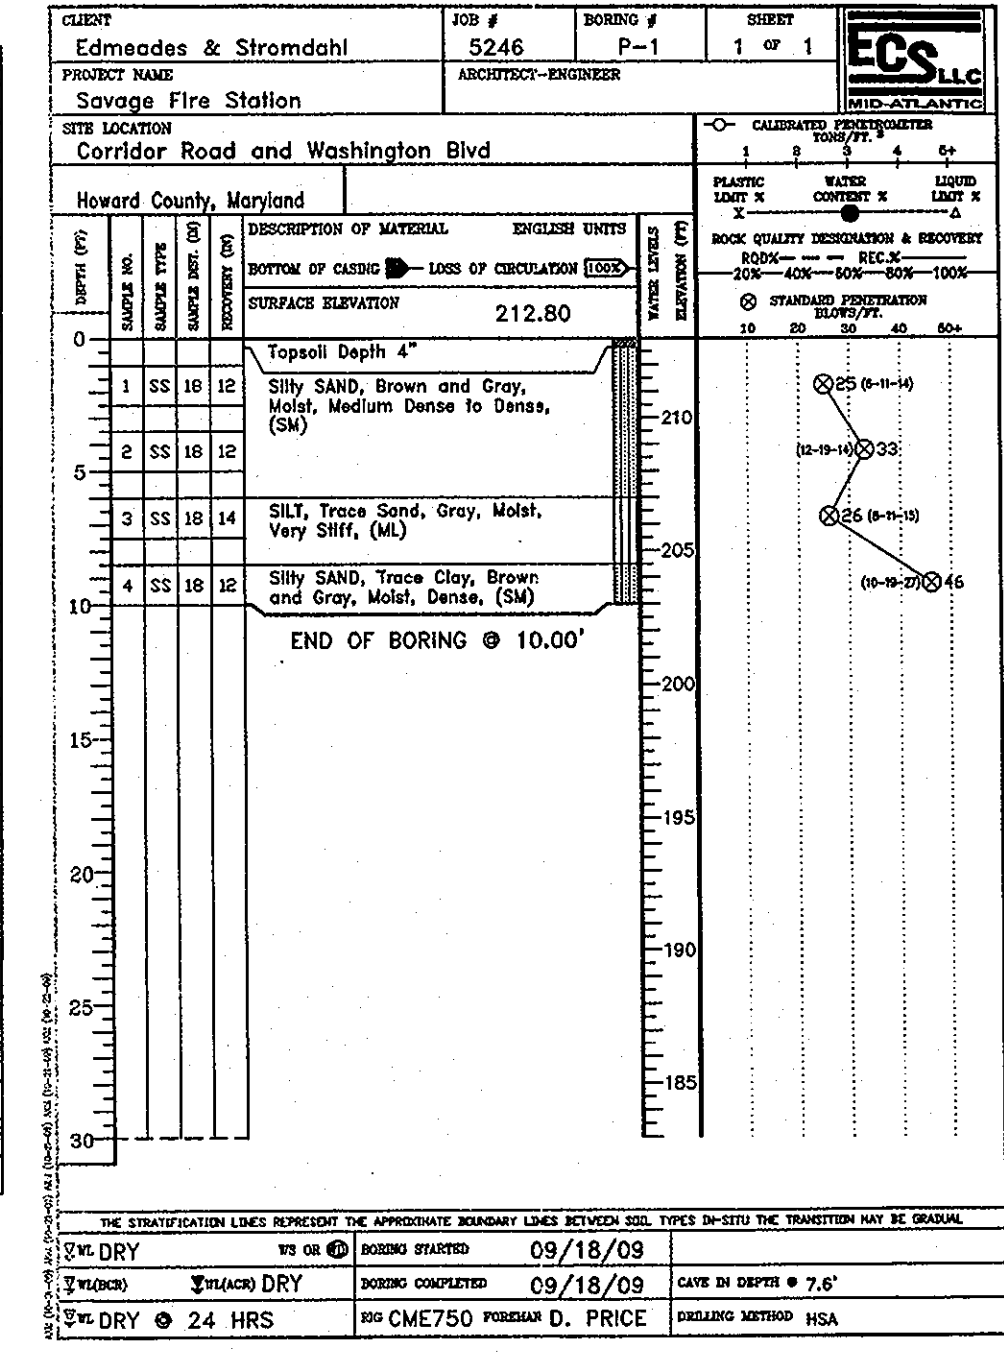 CLIENT
Edmeades & Stromdahl
JOB #
5246
BORING #
P-1
SHEET
1 OF 1
ECS LLC
MID-ATLANTIC
PROJECT NAME
Savage Fire Station
ARCHITECT-ENGINEER
SITE LOCATION
Corridor Road and Washington Blvd
Howard County, Maryland
CALIBRATED PENETROMETER
TONS/FT. 2
1 2 3 4 5+
PLASTIC WATER LIQUID
LIMIT % CONTENT % LIMIT %
X Δ
ROCK QUALITY DESIGNATION & RECOVERY
RQD% REC.%
20% 40% 60% 80% 100%
STANDARD PENETRATION
BLOWS/FT.
10 20 30 40 50+
DEPTH (FT)
SAMPLE NO.
SAMPLE TYPE
SAMPLE DIST. (IN)
RECOVERY (IN)
DESCRIPTION OF MATERIAL ENGLISH UNITS
BOTTOM OF CASING LOSS OF CIRCULATION 100%
SURFACE ELEVATION 212.80
WATER LEVELS
ELEVATION (FT)
0
Topsoil Depth 4"
1 SS 18 12
Silty SAND, Brown and Gray,
Moist, Medium Dense to Dense,
(SM)
25 (6-11-14)
210
2 SS 18 12
(12-19-14) 33
5
3 SS 18 14
SILT, Trace Sand, Gray, Moist,
Very Stiff, (ML)
26 (8-11-15)
205
4 SS 18 12
Silty SAND, Trace Clay, Brown
and Gray, Moist, Dense, (SM)
(10-19-27) 46
10
END OF BORING @ 10.00'
200
15
195
20
190
25
185
30
THE STRATIFICATION LINES REPRESENT THE APPROXIMATE BOUNDARY LINES BETWEEN SOIL TYPES IN-SITU THE TRANSITION MAY BE GRADUAL
WL DRY WS OR WD
BORING STARTED 09/18/09
WL(BCR) WL(ACR) DRY
BORING COMPLETED 09/18/09
CAVE IN DEPTH @ 7.6'
WL DRY @ 24 HRS
RIG CME750 FOREMAN D. PRICE
DRILLING METHOD HSA